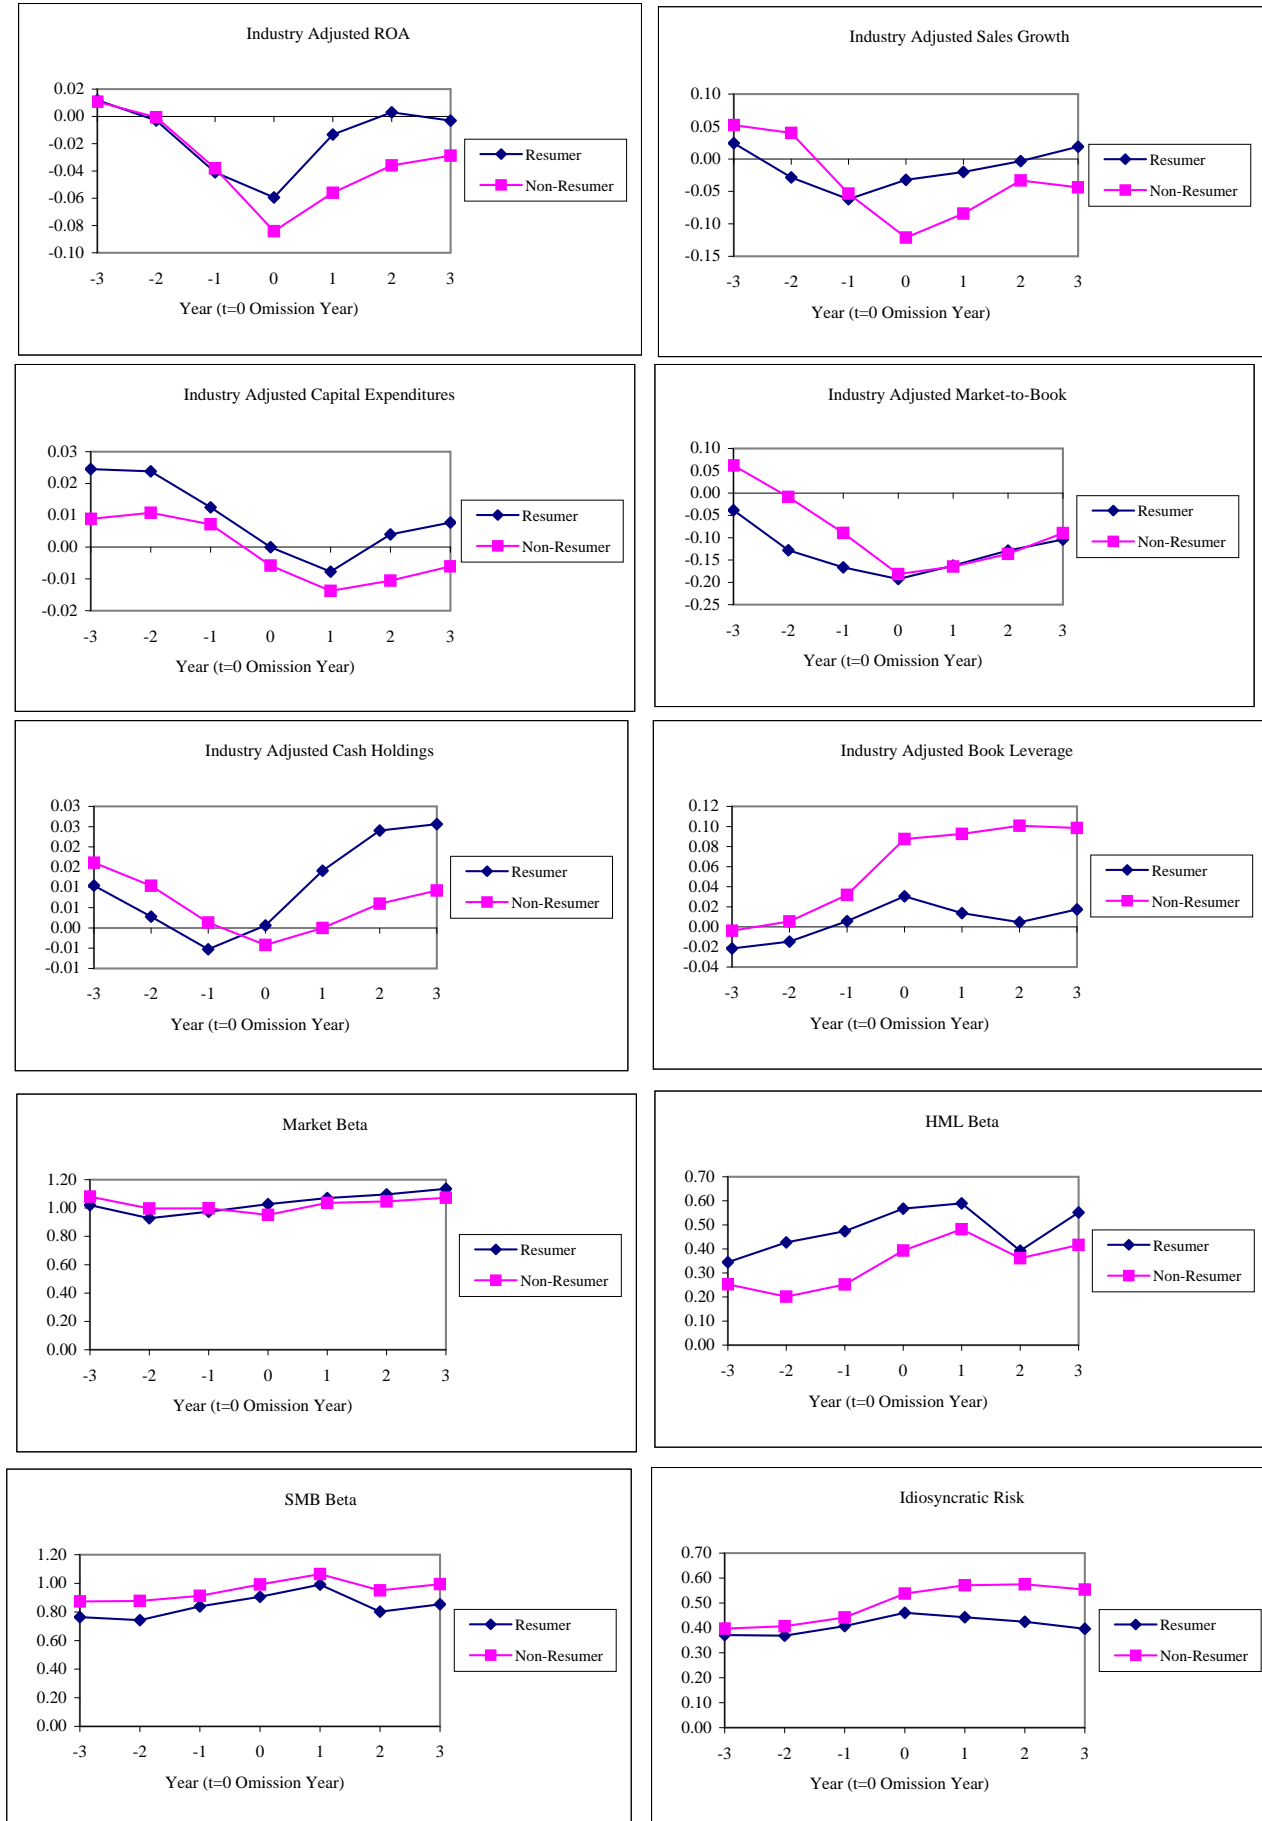 Industry Adjusted ROA
0.02
0.00
-0.02
-0.04
-0.06
-0.08
-0.10
-3 -2 -1 0 1 2 3
Year (t=0 Omission Year)
Resumer
Non-Resumer
Industry Adjusted Sales Growth
0.10
0.05
0.00
-0.05
-0.10
-0.15
-3 -2 -1 0 1 2 3
Year (t=0 Omission Year)
Resumer
Non-Resumer
Industry Adjusted Capital Expenditures
0.03
0.02
0.01
0.00
-0.01
-0.02
-3 -2 -1 0 1 2 3
Year (t=0 Omission Year)
Resumer
Non-Resumer
Industry Adjusted Market-to-Book
0.10
0.05
0.00
-0.05
-0.10
-0.15
-0.20
-0.25
-3 -2 -1 0 1 2 3
Year (t=0 Omission Year)
Resumer
Non-Resumer
Industry Adjusted Cash Holdings
0.03
0.03
0.02
0.02
0.01
0.01
0.00
-0.01
-0.01
-3 -2 -1 0 1 2 3
Year (t=0 Omission Year)
Resumer
Non-Resumer
Industry Adjusted Book Leverage
0.12
0.10
0.08
0.06
0.04
0.02
0.00
-0.02
-0.04
-3 -2 -1 0 1 2 3
Year (t=0 Omission Year)
Resumer
Non-Resumer
Market Beta
1.20
1.00
0.80
0.60
0.40
0.20
0.00
-3 -2 -1 0 1 2 3
Year (t=0 Omission Year)
Resumer
Non-Resumer
HML Beta
0.70
0.60
0.50
0.40
0.30
0.20
0.10
0.00
-3 -2 -1 0 1 2 3
Year (t=0 Omission Year)
Resumer
Non-Resumer
SMB Beta
1.20
1.00
0.80
0.60
0.40
0.20
0.00
-3 -2 -1 0 1 2 3
Year (t=0 Omission Year)
Resumer
Non-Resumer
Idiosyncratic Risk
0.70
0.60
0.50
0.40
0.30
0.20
0.10
0.00
-3 -2 -1 0 1 2 3
Year (t=0 Omission Year)
Resumer
Non-Resumer